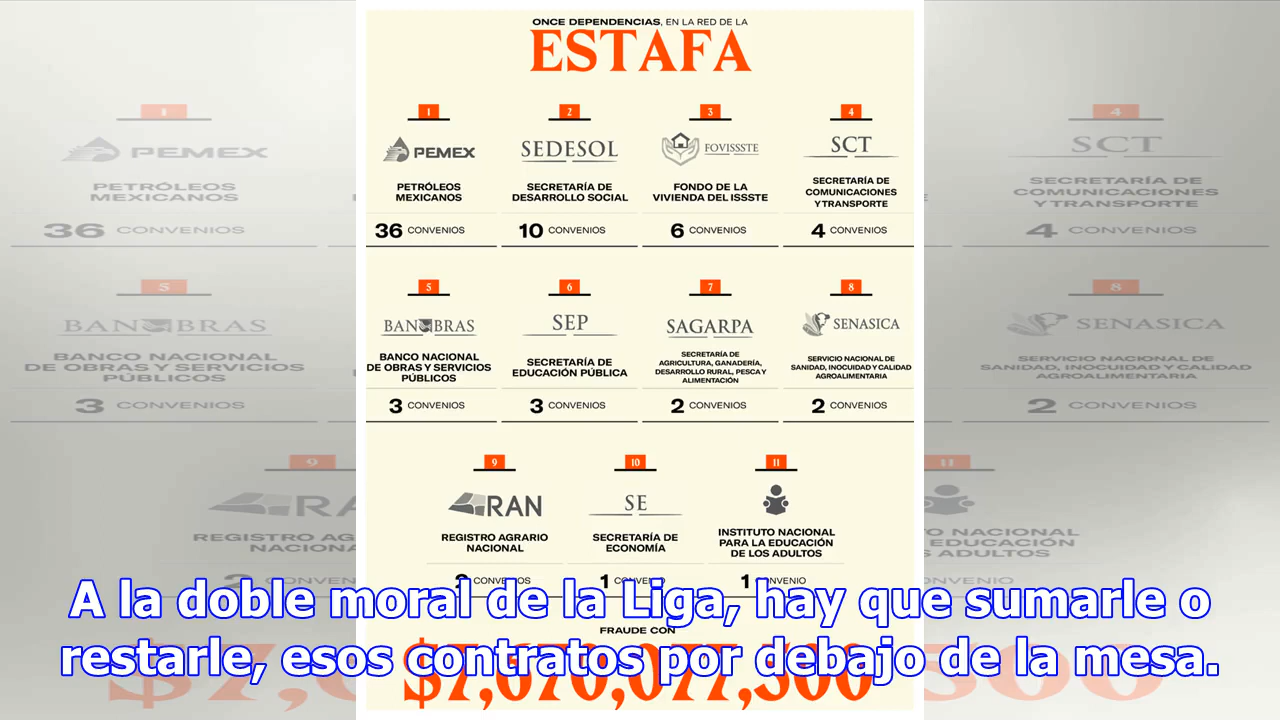 ONCE DEPENDENCIAS, EN LA RED DE LA
ESTAFA
1 2 3 4
PEMEX SEDESOL FOVISSSTE SCT
PETRÓLEOS MEXICANOS
SECRETARÍA DE DESARROLLO SOCIAL
FONDO DE LA VIVIENDA DEL ISSSTE
SECRETARÍA DE COMUNICACIONES Y TRANSPORTE
36 CONVENIOS 10 CONVENIOS 6 CONVENIOS 4 CONVENIOS
5 6 7 8
BANOBRAS SEP SAGARPA SENASICA
BANCO NACIONAL DE OBRAS Y SERVICIOS PÚBLICOS
SECRETARÍA DE EDUCACIÓN PÚBLICA
SECRETARÍA DE AGRICULTURA, GANADERÍA, DESARROLLO RURAL, PESCA Y ALIMENTACIÓN
SERVICIO NACIONAL DE SANIDAD, INOCUIDAD Y CALIDAD AGROALIMENTARIA
3 CONVENIOS 3 CONVENIOS 2 CONVENIOS 2 CONVENIOS
9 10 11
RAN SE
REGISTRO AGRARIO NACIONAL
SECRETARÍA DE ECONOMÍA
INSTITUTO NACIONAL PARA LA EDUCACIÓN DE LOS ADULTOS
2 CONVENIOS 1 CONVENIO 1 CONVENIO
A la doble moral de la Liga, hay que sumarle o
FRAUDE CON
restarle, esos contratos por debajo de la mesa.